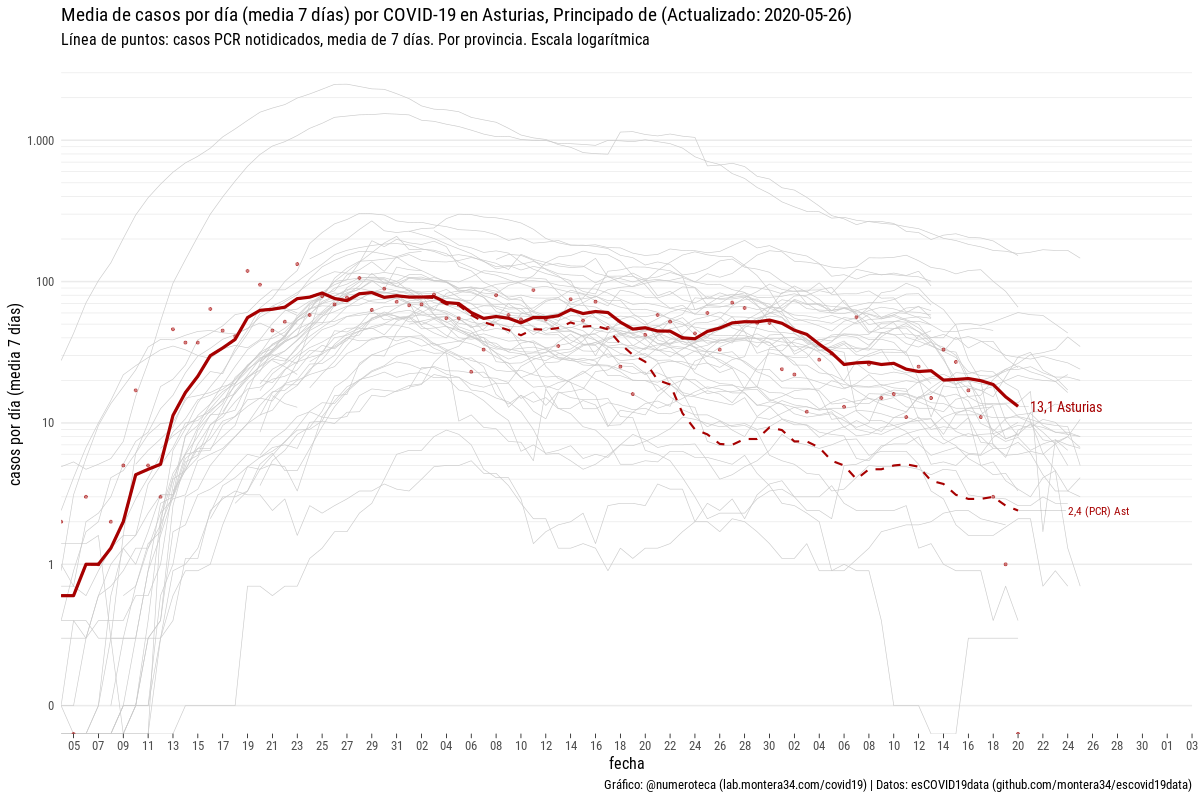 Media de casos por día (media 7 días) por COVID-19 en Asturias, Principado de (Actualizado: 2020-05-26)
Línea de puntos: casos PCR notidicados, media de 7 días. Por provincia. Escala logarítmica
casos por día (media 7 días)
1.000
100
10
1
0
13,1 Asturias
2,4 (PCR) Ast
05 07 09 11 13 15 17 19 21 23 25 27 29 31 02 04 06 08 10 12 14 16 18 20 22 24 26 28 30 02 04 06 08 10 12 14 16 18 20 22 24 26 28 30 01 03
fecha
Gráfico: @numeroteca (lab.montera34.com/covid19) | Datos: esCOVID19data (github.com/montera34/escovid19data)